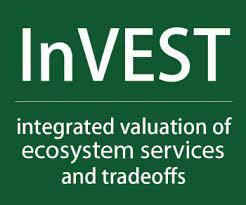 InVEST
integrated valuation of
ecosystem services
and tradeoffs